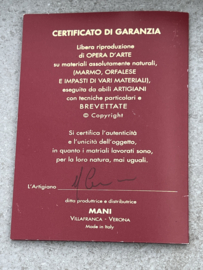 CERTIFICATO DI GARANZIA
Libera riproduzione
di OPERA D'ARTE
su materiali assolutamente naturali,
(MARMO, ORFALESE
E IMPASTI DI VARI MATERIALI),
eseguito da abili ARTIGIANI
con tecniche particolari e
BREVETTATE
© Copyright
Si certifica l'autenticità
e l'unicità dell'oggetto,
in quanto i matriali lavorati sono,
per la loro natura, mai uguali.
L'Artigiano
ditta produttrice e distributrice
MANI
VILLAFRANCA - VERONA
Made in Italy